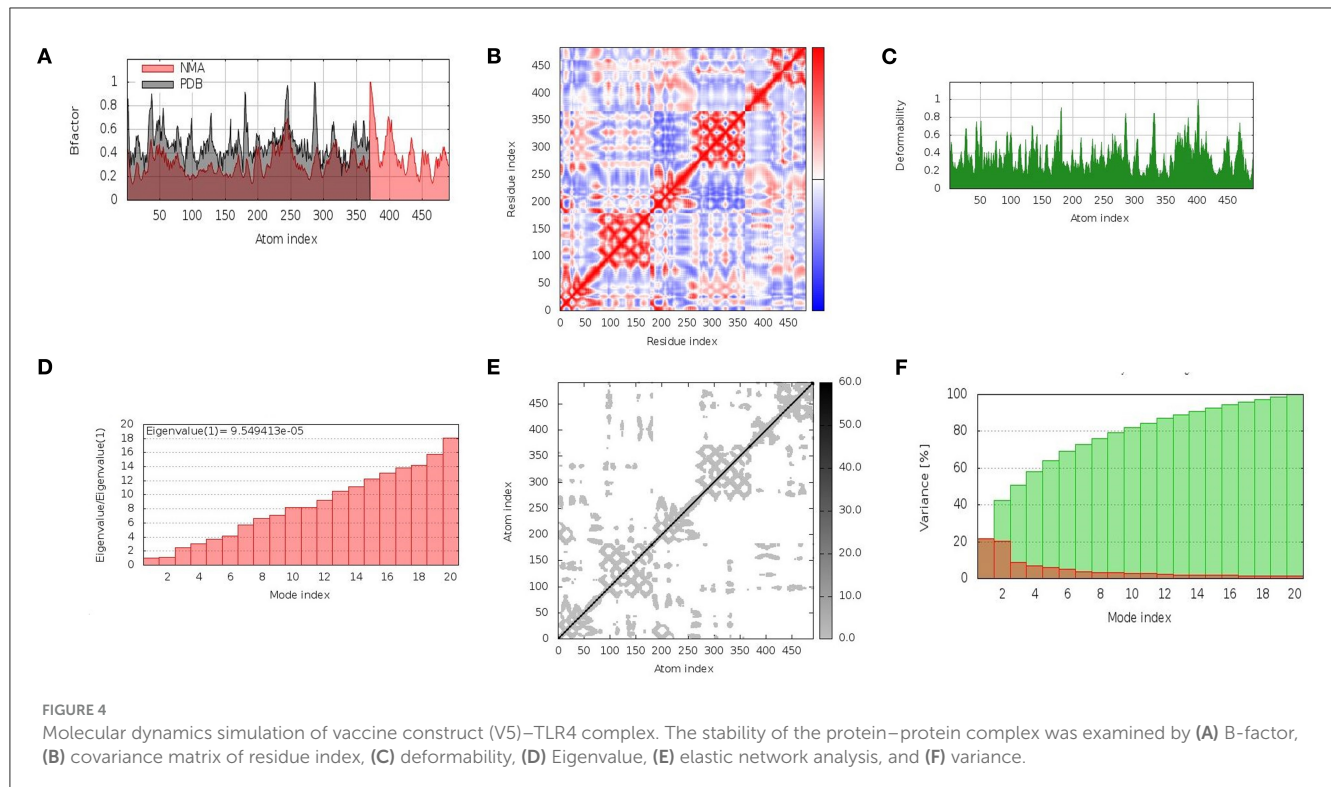 A
NMA
PDB
1
0.8
0.6
0.4
0.2
0
Bfactor
50 100 150 200 250 300 350 400 450
Atom index
B
450
400
350
300
250
200
150
100
50
0
Residue index
0 50 100 150 200 250 300 350 400 450
Residue index
C
1
0.8
0.6
0.4
0.2
0
Deformability
50 100 150 200 250 300 350 400 450
Atom index
D
Eigenvalue(1)= 9.549413e-05
20
18
16
14
12
10
8
6
4
2
0
Eigenvalue/Eigenvalue(1)
2 4 6 8 10 12 14 16 18 20
Mode index
E
450
400
350
300
250
200
150
100
50
0
Atom index
0 50 100 150 200 250 300 350 400 450
Atom index
60.0
50.0
40.0
30.0
20.0
10.0
0.0
F
100
80
60
40
20
0
Variance [%]
2 4 6 8 10 12 14 16 18 20
Mode index
FIGURE 4
Molecular dynamics simulation of vaccine construct (V5)–TLR4 complex. The stability of the protein–protein complex was examined by (A) B-factor,
(B) covariance matrix of residue index, (C) deformability, (D) Eigenvalue, (E) elastic network analysis, and (F) variance.